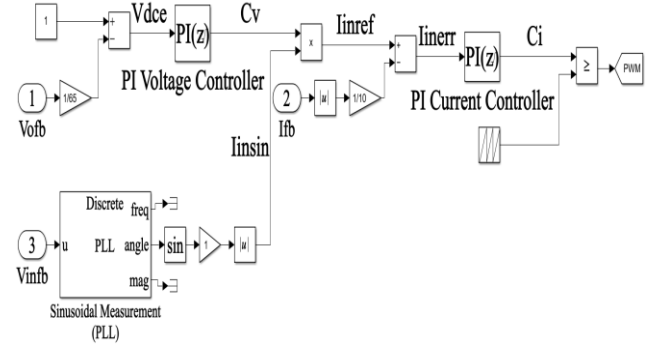 1
+
−
Vdce
PI(z)
Cv
PI Voltage Controller
x
Iinref
+
−
Iinerr
PI(z)
Ci
PI Current Controller
≥
PWM
1
Vofb
1/65
2
Ifb
|u|
1/10
Iinsin
3
Vinfb
u
Discrete
PLL
freq
angle
mag
sin
1
|u|
Sinusoidal Measurement
(PLL)